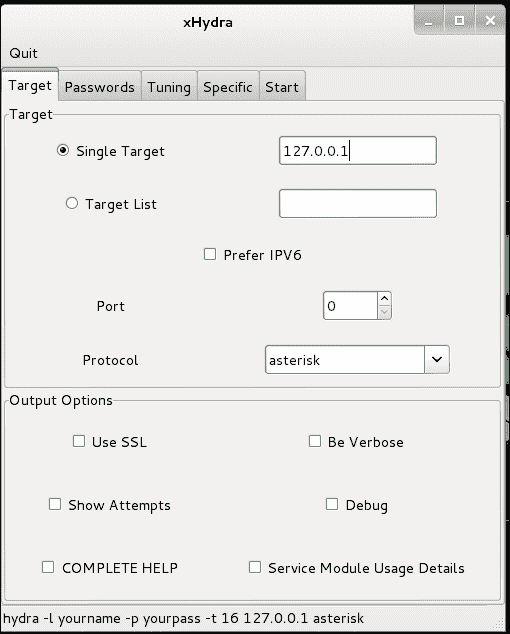 xHydra
Quit
Target Passwords Tuning Specific Start
Target
Single Target 127.0.0.1
Target List
Prefer IPV6
Port 0
Protocol asterisk
Output Options
Use SSL Be Verbose
Show Attempts Debug
COMPLETE HELP Service Module Usage Details
hydra -l yourname -p yourpass -t 16 127.0.0.1 asterisk